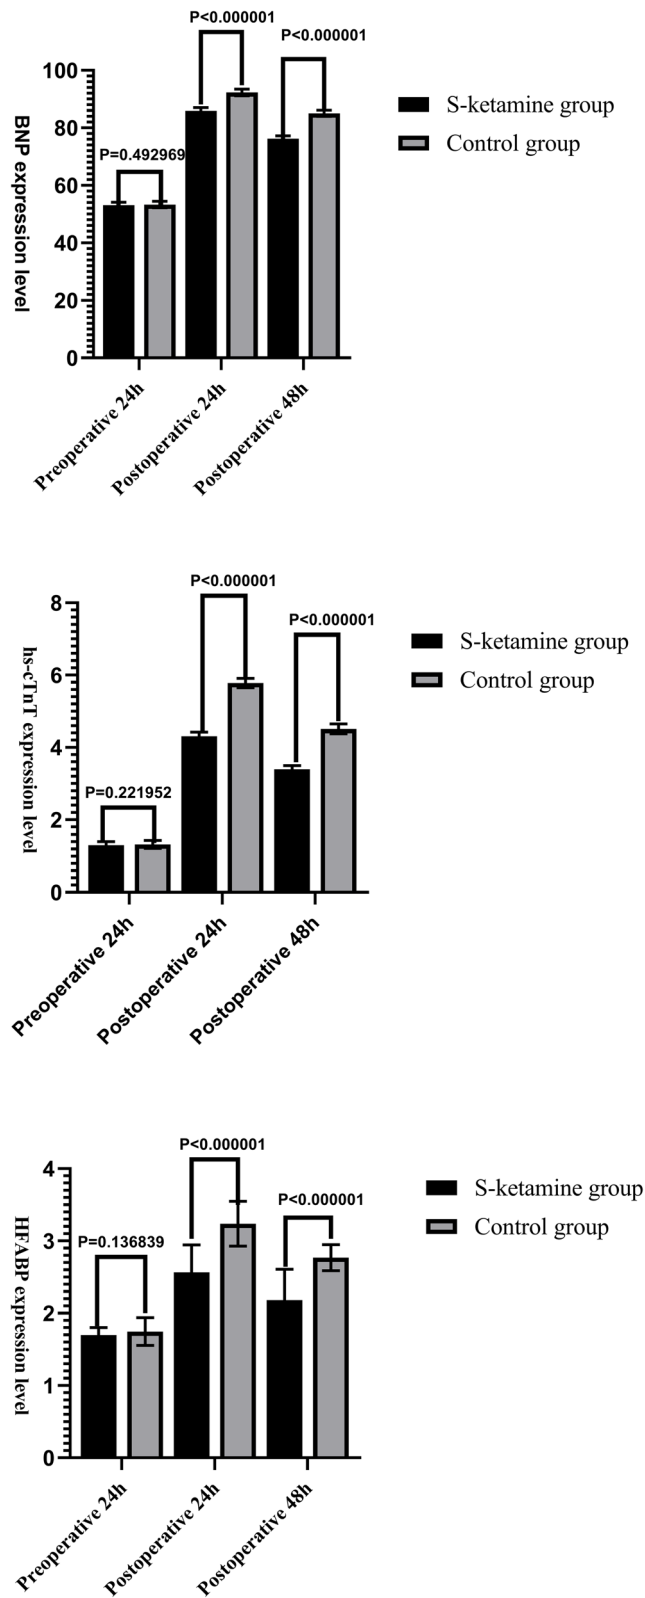 P<0.000001
P<0.000001
P=0.492969
100
80
60
40
20
0
BNP expression level
Preoperative 24h
Postoperative 24h
Postoperative 48h
S-ketamine group
Control group
P<0.000001
P<0.000001
P=0.221952
8
6
4
2
0
hs-cTnT expression level
Preoperative 24h
Postoperative 24h
Postoperative 48h
S-ketamine group
Control group
P<0.000001
P<0.000001
P=0.136839
4
3
2
1
0
HFABP expression level
Preoperative 24h
Postoperative 24h
Postoperative 48h
S-ketamine group
Control group